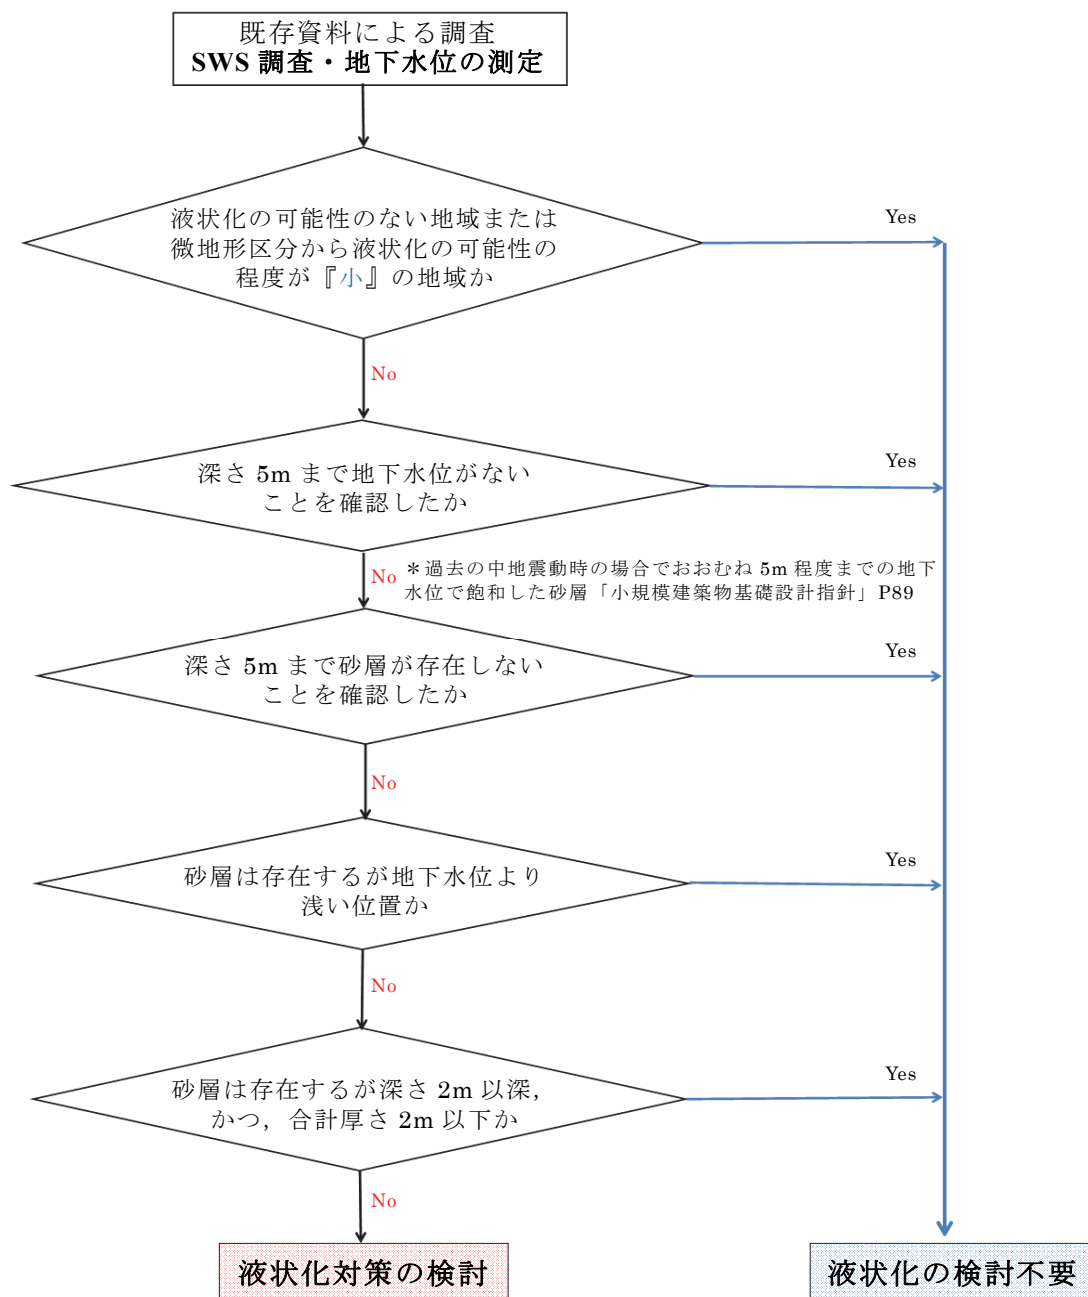 既存資料による調査
SWS 調査・地下水位の測定
液状化の可能性のない地域または
微地形区分から液状化の可能性の
程度が『小』の地域か
Yes
No
深さ 5m まで地下水位がない
ことを確認したか
Yes
No
＊過去の中地震動時の場合でおおむね 5m 程度までの地下
水位で飽和した砂層「小規模建築物基礎設計指針」P89
深さ 5m まで砂層が存在しない
ことを確認したか
Yes
No
砂層は存在するが地下水位より
浅い位置か
Yes
No
砂層は存在するが深さ 2m 以深，
かつ，合計厚さ 2m 以下か
Yes
No
液状化対策の検討
液状化の検討不要